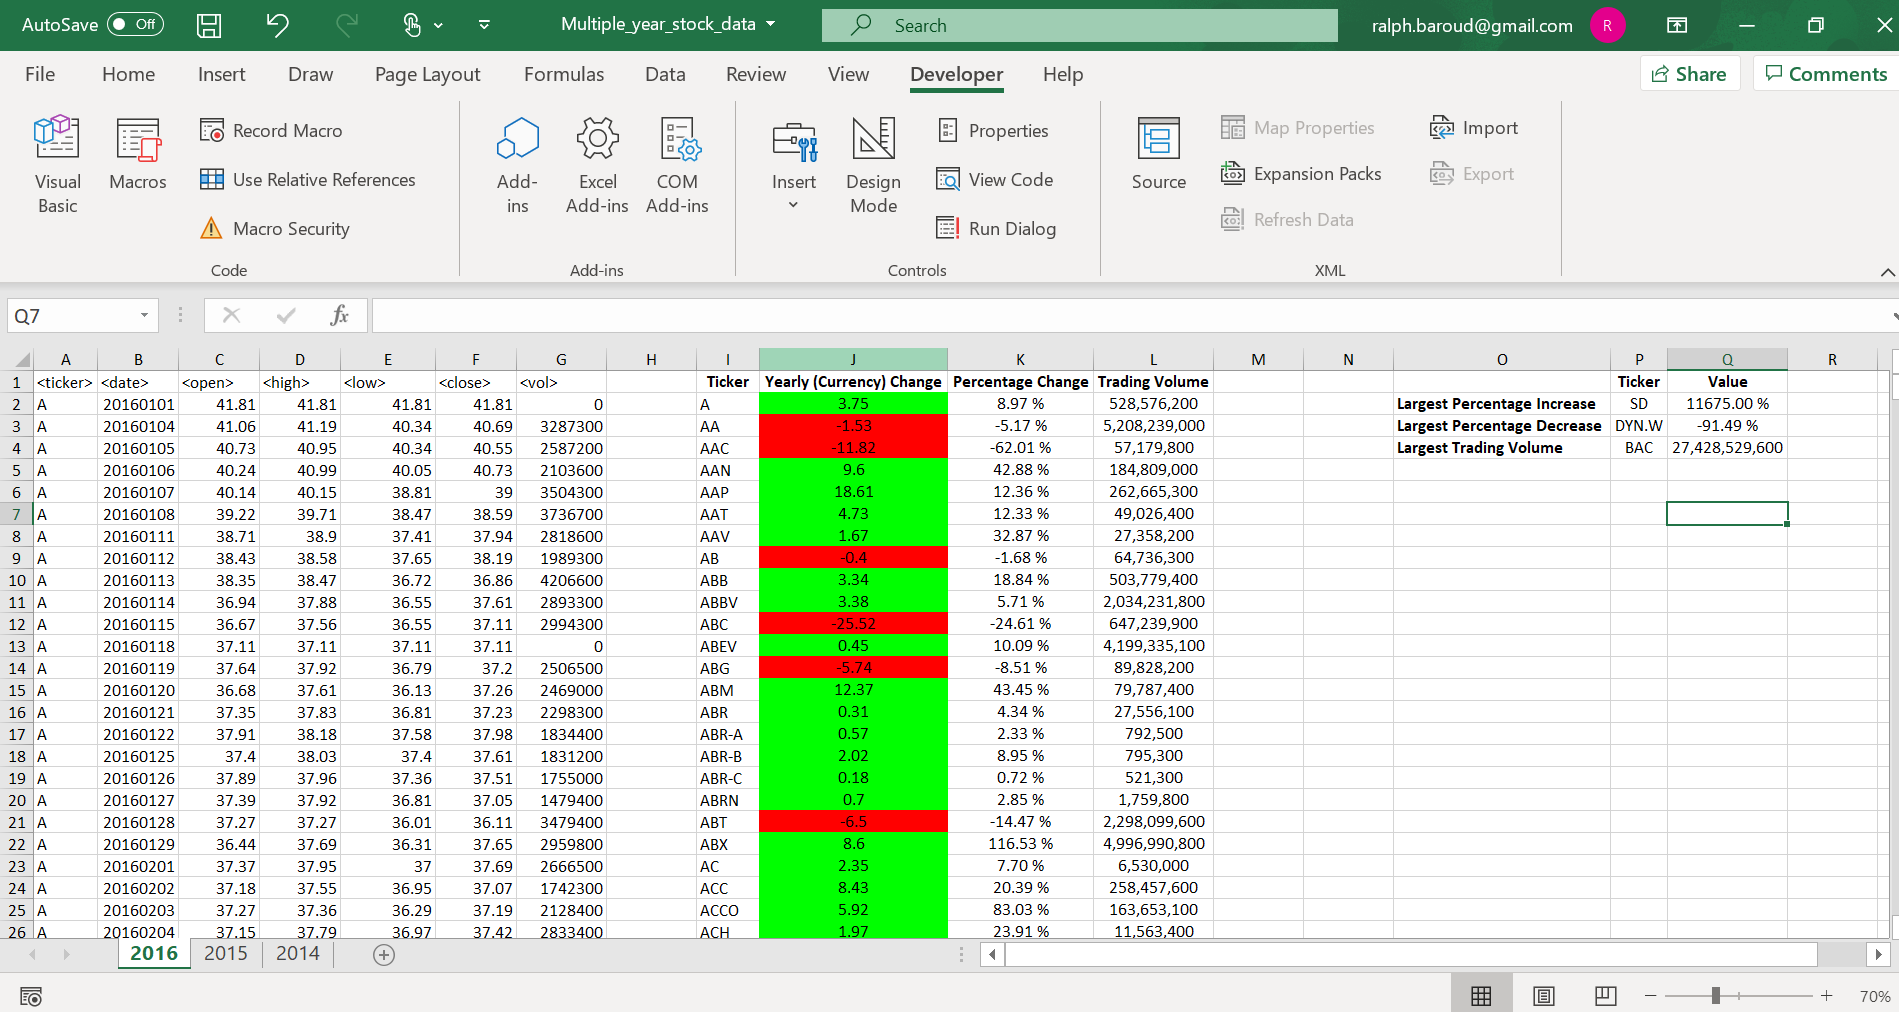 AutoSave Off Multiple_year_stock_data Search ralph.baroud@gmail.com R
File Home Insert Draw Page Layout Formulas Data Review View Developer Help Share Comments
Visual Basic
Macros
Record Macro
Use Relative References
Macro Security
Code
Add-ins
Excel Add-ins
COM Add-ins
Add-ins
Insert
Design Mode
Properties
View Code
Run Dialog
Controls
Source
Map Properties
Expansion Packs
Refresh Data
Import
Export
XML
Q7 fx
A B C D E F G H I J K L M N O P Q R
1 <ticker> <date> <open> <high> <low> <close> <vol> Ticker Yearly (Currency) Change Percentage Change Trading Volume Ticker Value
2 A 20160101 41.81 41.81 41.81 41.81 0 A 3.75 8.97 % 528,576,200 Largest Percentage Increase SD 11675.00 %
3 A 20160104 41.06 41.19 40.34 40.69 3287300 AA -1.53 -5.17 % 5,208,239,000 Largest Percentage Decrease DYN.W -91.49 %
4 A 20160105 40.73 40.95 40.34 40.55 2587200 AAC -11.82 -62.01 % 57,179,800 Largest Trading Volume BAC 27,428,529,600
5 A 20160106 40.24 40.99 40.05 40.73 2103600 AAN 9.6 42.88 % 184,809,000
6 A 20160107 40.14 40.15 38.81 39 3504300 AAP 18.61 12.36 % 262,665,300
7 A 20160108 39.22 39.71 38.47 38.59 3736700 AAT 4.73 12.33 % 49,026,400
8 A 20160111 38.71 38.9 37.41 37.94 2818600 AAV 1.67 32.87 % 27,358,200
9 A 20160112 38.43 38.58 37.65 38.19 1989300 AB -0.4 -1.68 % 64,736,300
10 A 20160113 38.35 38.47 36.72 36.86 4206600 ABB 3.34 18.84 % 503,779,400
11 A 20160114 36.94 37.88 36.55 37.61 2893300 ABBV 3.38 5.71 % 2,034,231,800
12 A 20160115 36.67 37.56 36.55 37.11 2994300 ABC -25.52 -24.61 % 647,239,900
13 A 20160118 37.11 37.11 37.11 37.11 0 ABEV 0.45 10.09 % 4,199,335,100
14 A 20160119 37.64 37.92 36.79 37.2 2506500 ABG -5.74 -8.51 % 89,828,200
15 A 20160120 36.68 37.61 36.13 37.26 2469000 ABM 12.37 43.45 % 79,787,400
16 A 20160121 37.35 37.83 36.81 37.23 2298300 ABR 0.31 4.34 % 27,556,100
17 A 20160122 37.91 38.18 37.58 37.98 1834400 ABR-A 0.57 2.33 % 792,500
18 A 20160125 37.4 38.03 37.4 37.61 1831200 ABR-B 2.02 8.95 % 795,300
19 A 20160126 37.89 37.96 37.36 37.51 1755000 ABR-C 0.18 0.72 % 521,300
20 A 20160127 37.39 37.92 36.81 37.05 1479400 ABRN 0.7 2.85 % 1,759,800
21 A 20160128 37.27 37.27 36.01 36.11 3479400 ABT -6.5 -14.47 % 2,298,099,600
22 A 20160129 36.44 37.69 36.31 37.65 2959800 ABX 8.6 116.53 % 4,996,990,800
23 A 20160201 37.37 37.95 37 37.69 2666500 AC 2.35 7.70 % 6,530,000
24 A 20160202 37.18 37.55 36.95 37.07 1742300 ACC 8.43 20.39 % 258,457,600
25 A 20160203 37.27 37.36 36.29 37.19 2128400 ACCO 5.92 83.03 % 163,653,100
26 A 20160204 37.15 37.79 36.97 37.42 2833400 ACH 1.97 23.91 % 11,563,400
2016 2015 2014
70%